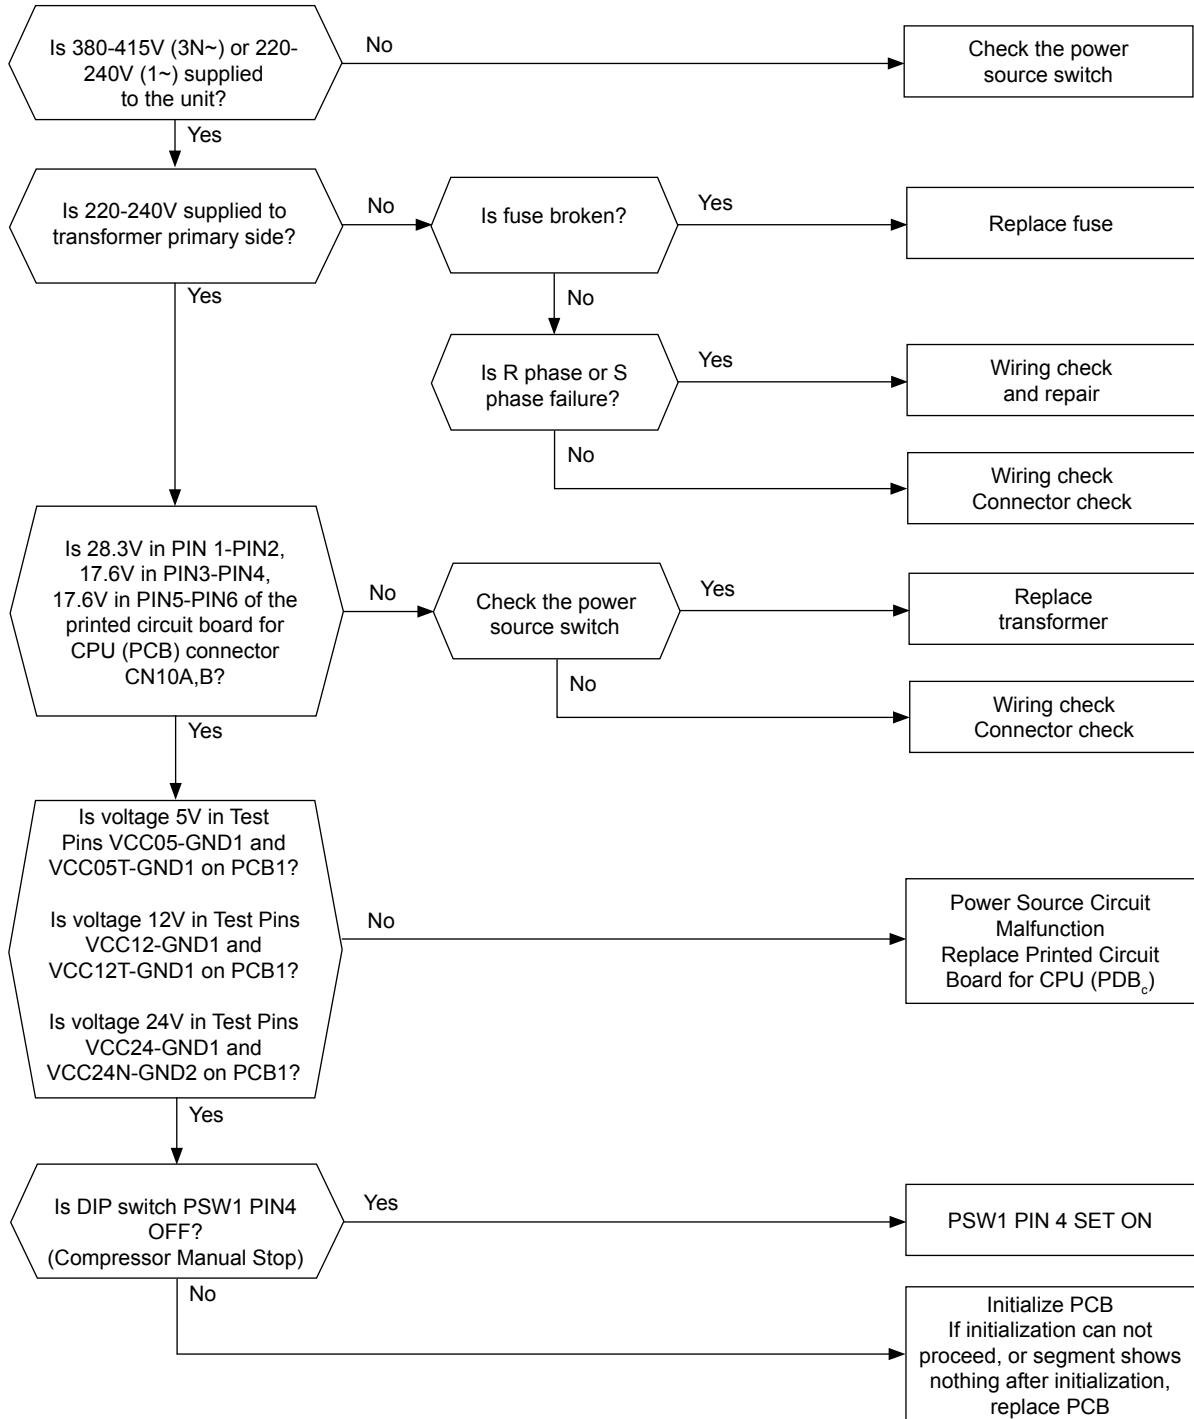 Is 380-415V (3N~) or 220-
240V (1~) supplied
to the unit?
No
Check the power
source switch
Yes
Is 220-240V supplied to
transformer primary side?
No
Is fuse broken?
Yes
Replace fuse
Yes
No
Is R phase or S
phase failure?
Yes
Wiring check
and repair
No
Wiring check
Connector check
Is 28.3V in PIN 1-PIN2,
17.6V in PIN3-PIN4,
17.6V in PIN5-PIN6 of the
printed circuit board for
CPU (PCB) connector
CN10A,B?
No
Check the power
source switch
Yes
Replace
transformer
No
Wiring check
Connector check
Yes
Is voltage 5V in Test
Pins VCC05-GND1 and
VCC05T-GND1 on PCB1?
Is voltage 12V in Test Pins
VCC12-GND1 and
VCC12T-GND1 on PCB1?
Is voltage 24V in Test Pins
VCC24-GND1 and
VCC24N-GND2 on PCB1?
No
Power Source Circuit
Malfunction
Replace Printed Circuit
Board for CPU (PDBc)
Yes
Is DIP switch PSW1 PIN4
OFF?
(Compressor Manual Stop)
Yes
PSW1 PIN 4 SET ON
No
Initialize PCB
If initialization can not
proceed, or segment shows
nothing after initialization,
replace PCB